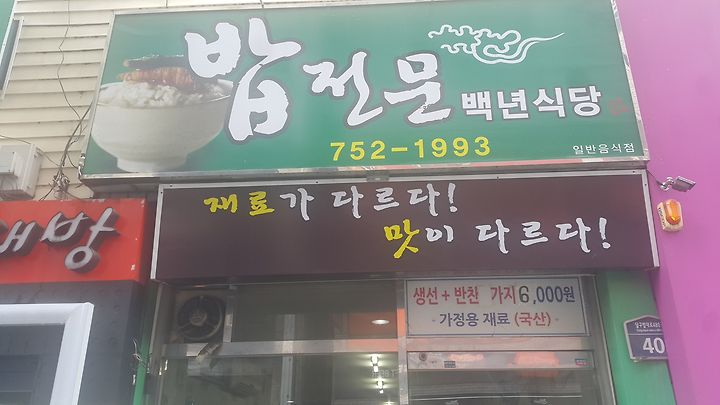 밥전문 백년식당
752-1993
일반음식점
재료가 다르다!
맛이 다르다!
생선 + 반찬 가지 6,000원
· 가정용 재료 (국산) ·
방
40